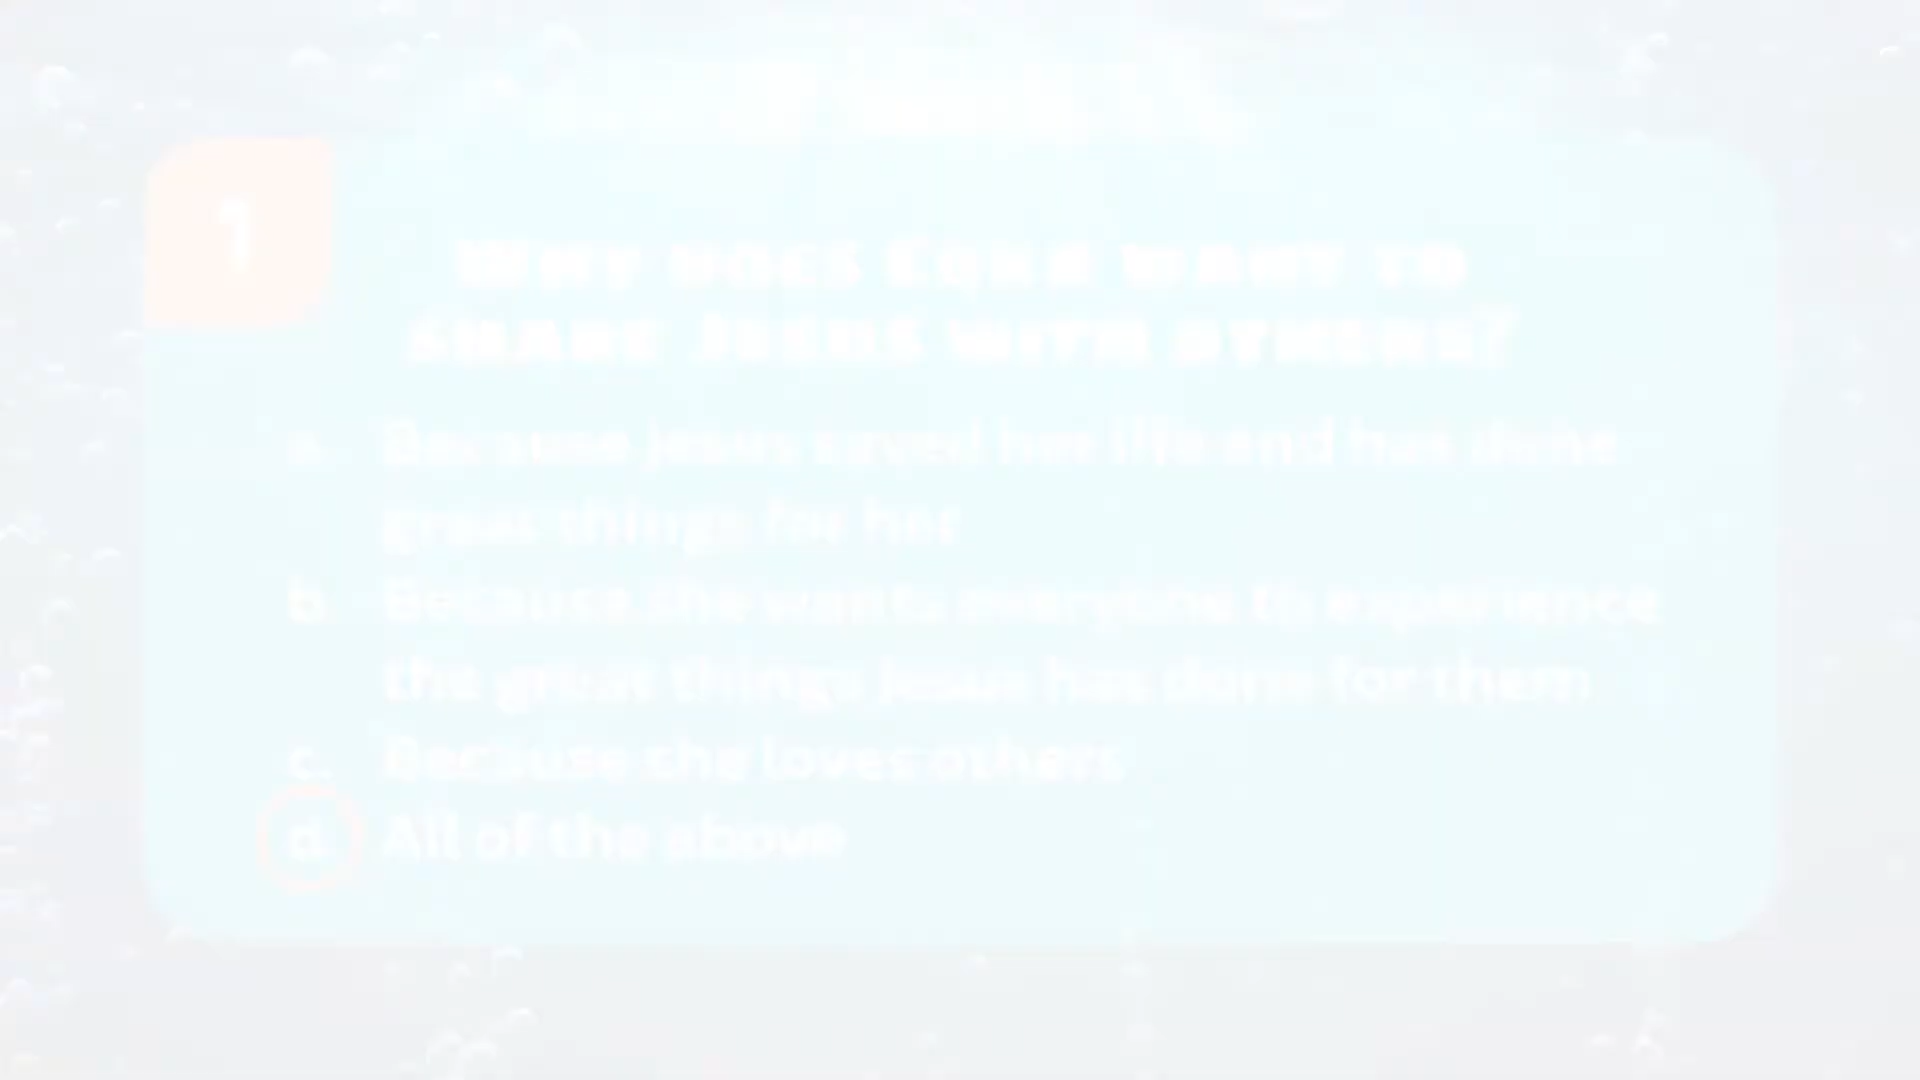 1
WHY DOES CORA WANT TO
SHARE JESUS WITH OTHERS?
a. Because Jesus saved her life and has done
great things for her
b. Because she wants everyone to experience
the great things Jesus has done for them
c. Because she loves others
d. All of the above